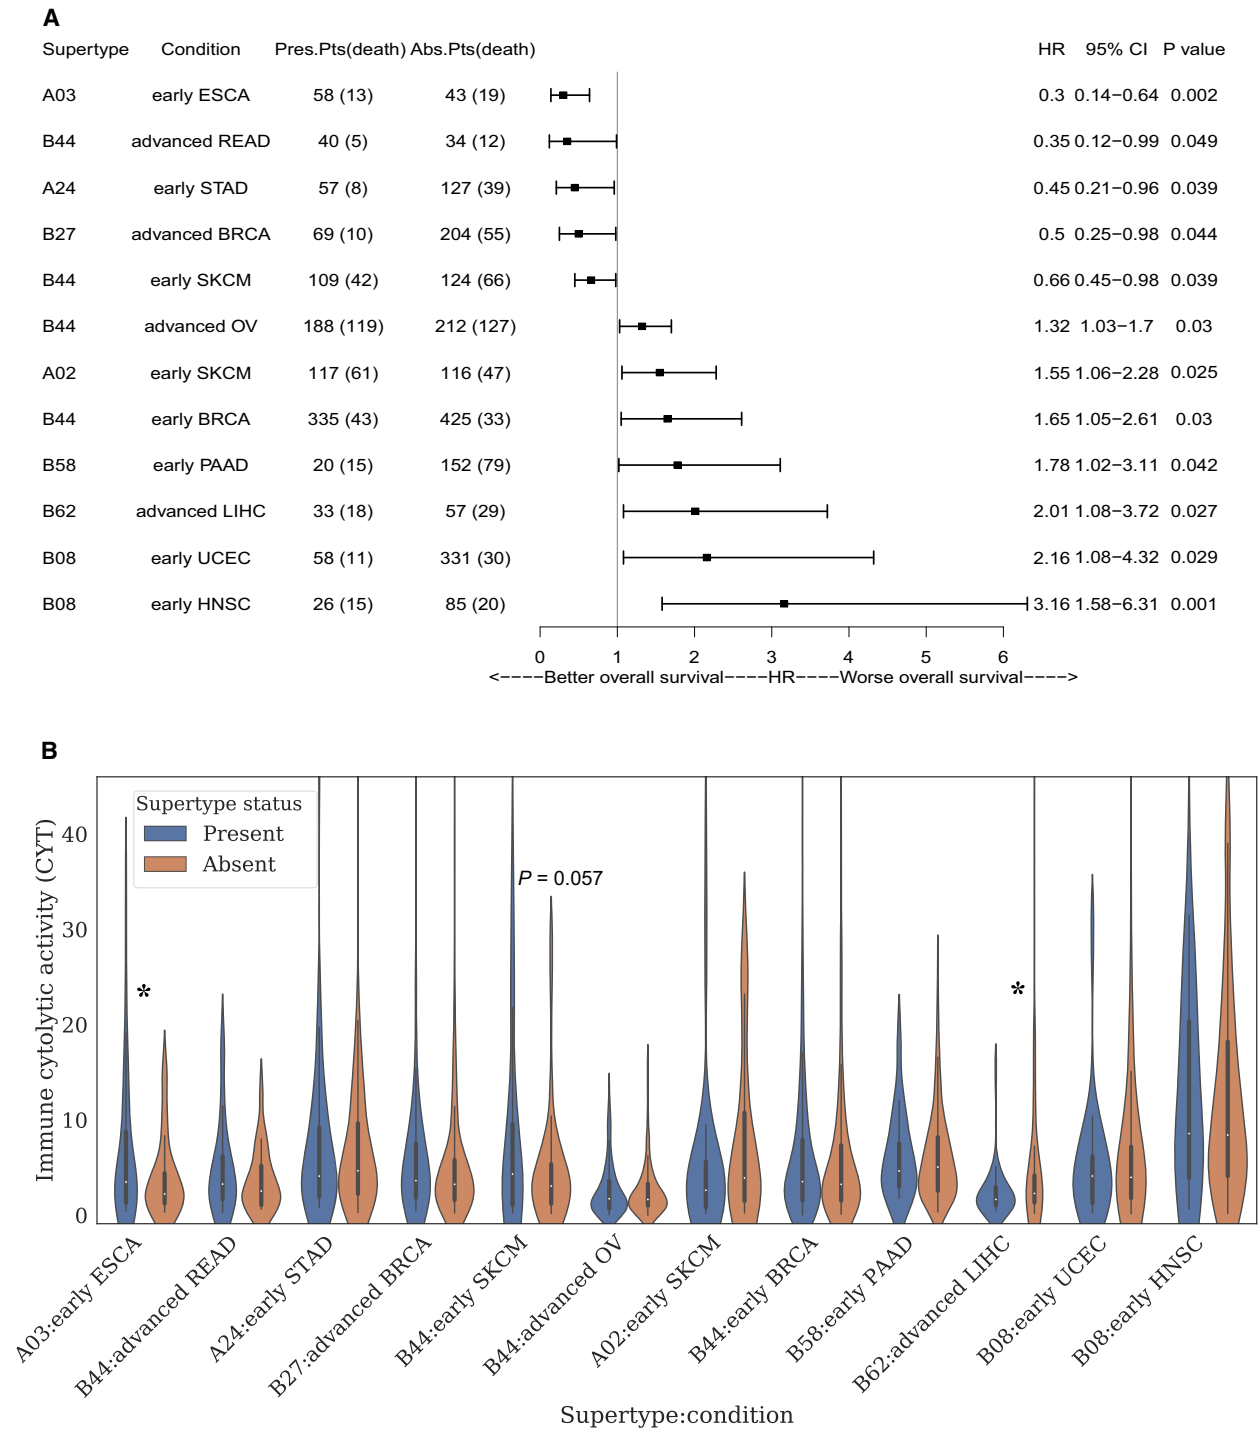 A
Supertype Condition Pres.Pts(death) Abs.Pts(death) HR 95% CI P value
A03 early ESCA 58 (13) 43 (19) 0.3 0.14−0.64 0.002
B44 advanced READ 40 (5) 34 (12) 0.35 0.12−0.99 0.049
A24 early STAD 57 (8) 127 (39) 0.45 0.21−0.96 0.039
B27 advanced BRCA 69 (10) 204 (55) 0.5 0.25−0.98 0.044
B44 early SKCM 109 (42) 124 (66) 0.66 0.45−0.98 0.039
B44 advanced OV 188 (119) 212 (127) 1.32 1.03−1.7 0.03
A02 early SKCM 117 (61) 116 (47) 1.55 1.06−2.28 0.025
B44 early BRCA 335 (43) 425 (33) 1.65 1.05−2.61 0.03
B58 early PAAD 20 (15) 152 (79) 1.78 1.02−3.11 0.042
B62 advanced LIHC 33 (18) 57 (29) 2.01 1.08−3.72 0.027
B08 early UCEC 58 (11) 331 (30) 2.16 1.08−4.32 0.029
B08 early HNSC 26 (15) 85 (20) 3.16 1.58−6.31 0.001
0 1 2 3 4 5 6
<−−−−Better overall survival−−−−HR−−−−Worse overall survival−−−−>
B
Immune cytolytic activity (CYT)
40
30
20
10
0
Supertype status
Present
Absent
P = 0.057
*
*
A03:early ESCA
B44:advanced READ
A24:early STAD
B27:advanced BRCA
B44:early SKCM
B44:advanced OV
A02:early SKCM
B44:early BRCA
B58:early PAAD
B62:advanced LIHC
B08:early UCEC
B08:early HNSC
Supertype:condition